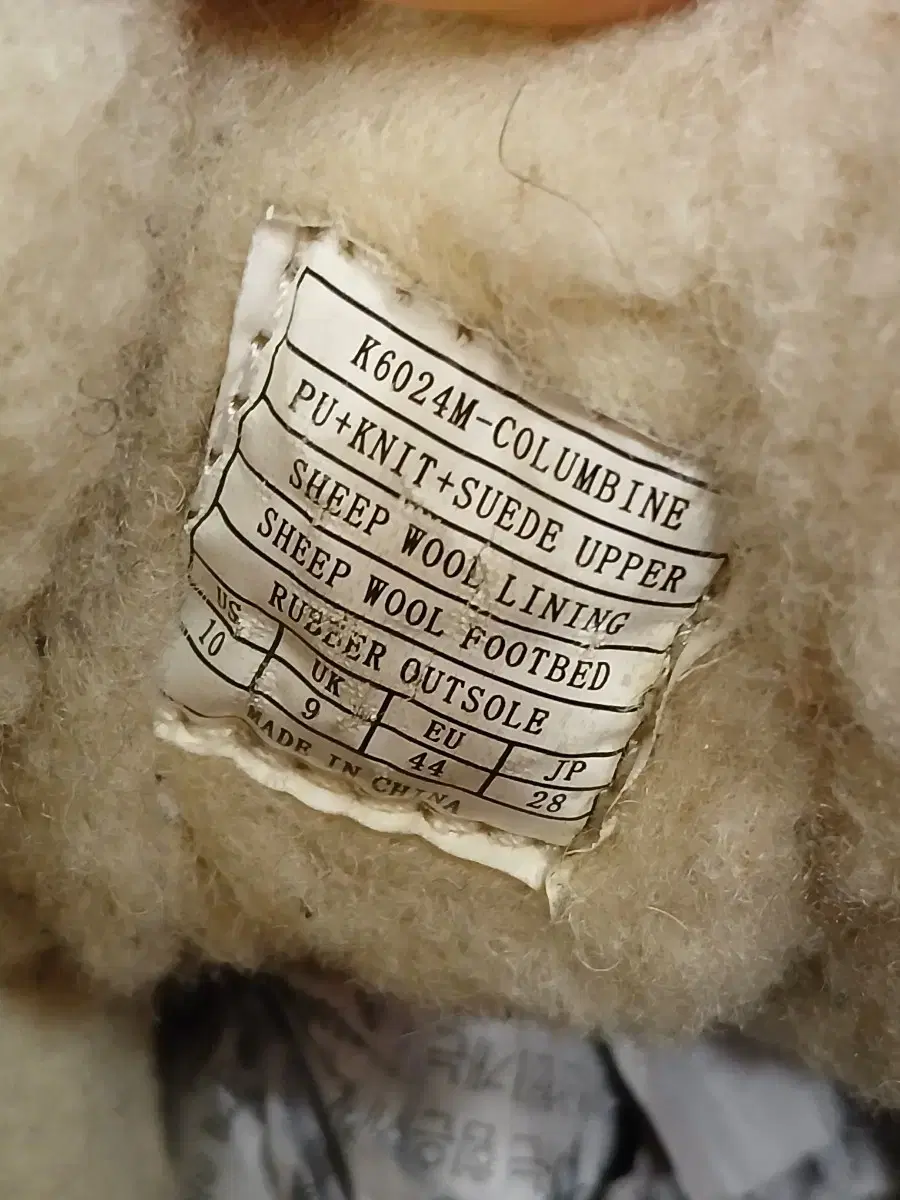 K6024M-COLUMBINE
PU+KNIT+SUEDE UPPER
SHEEP WOOL LINING
SHEEP WOOL FOOTBED
RUBBER OUTSOLE
US UK EU JP
10 9 44 28
MADE IN CHINA